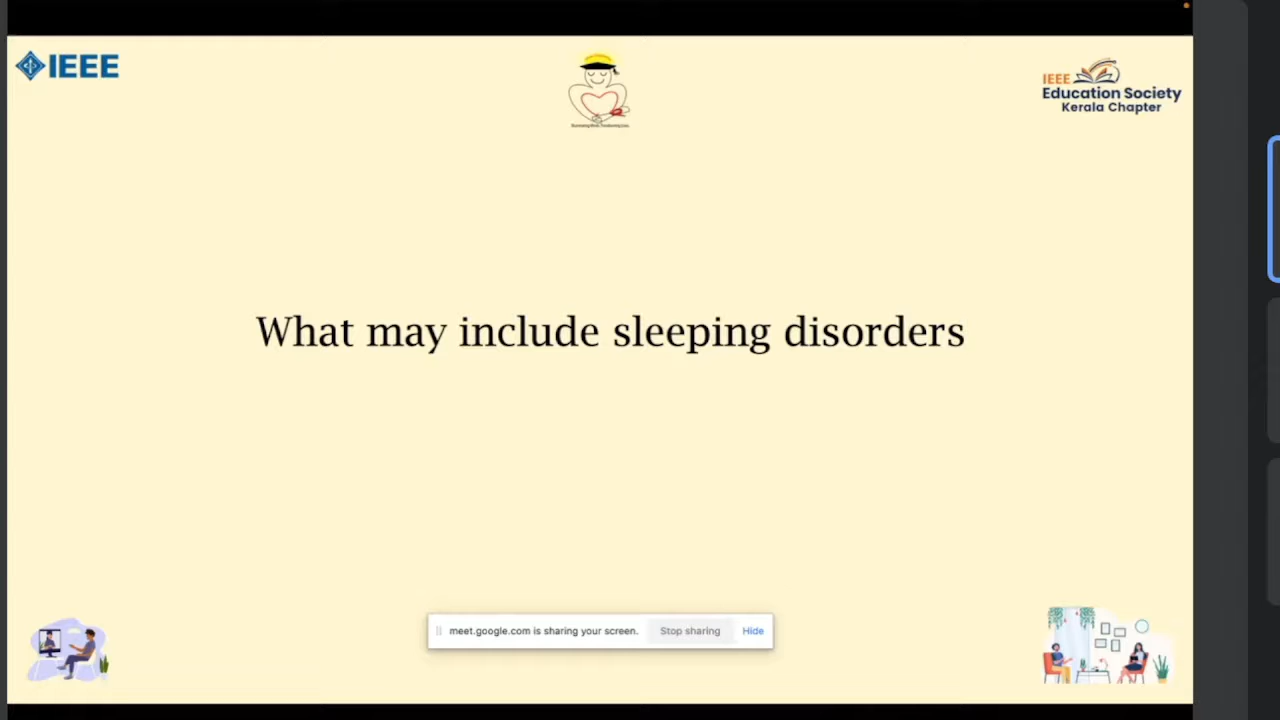 IEEE
IEEE
Education Society
Kerala Chapter
What may include sleeping disorders
meet.google.com is sharing your screen. Stop sharing Hide